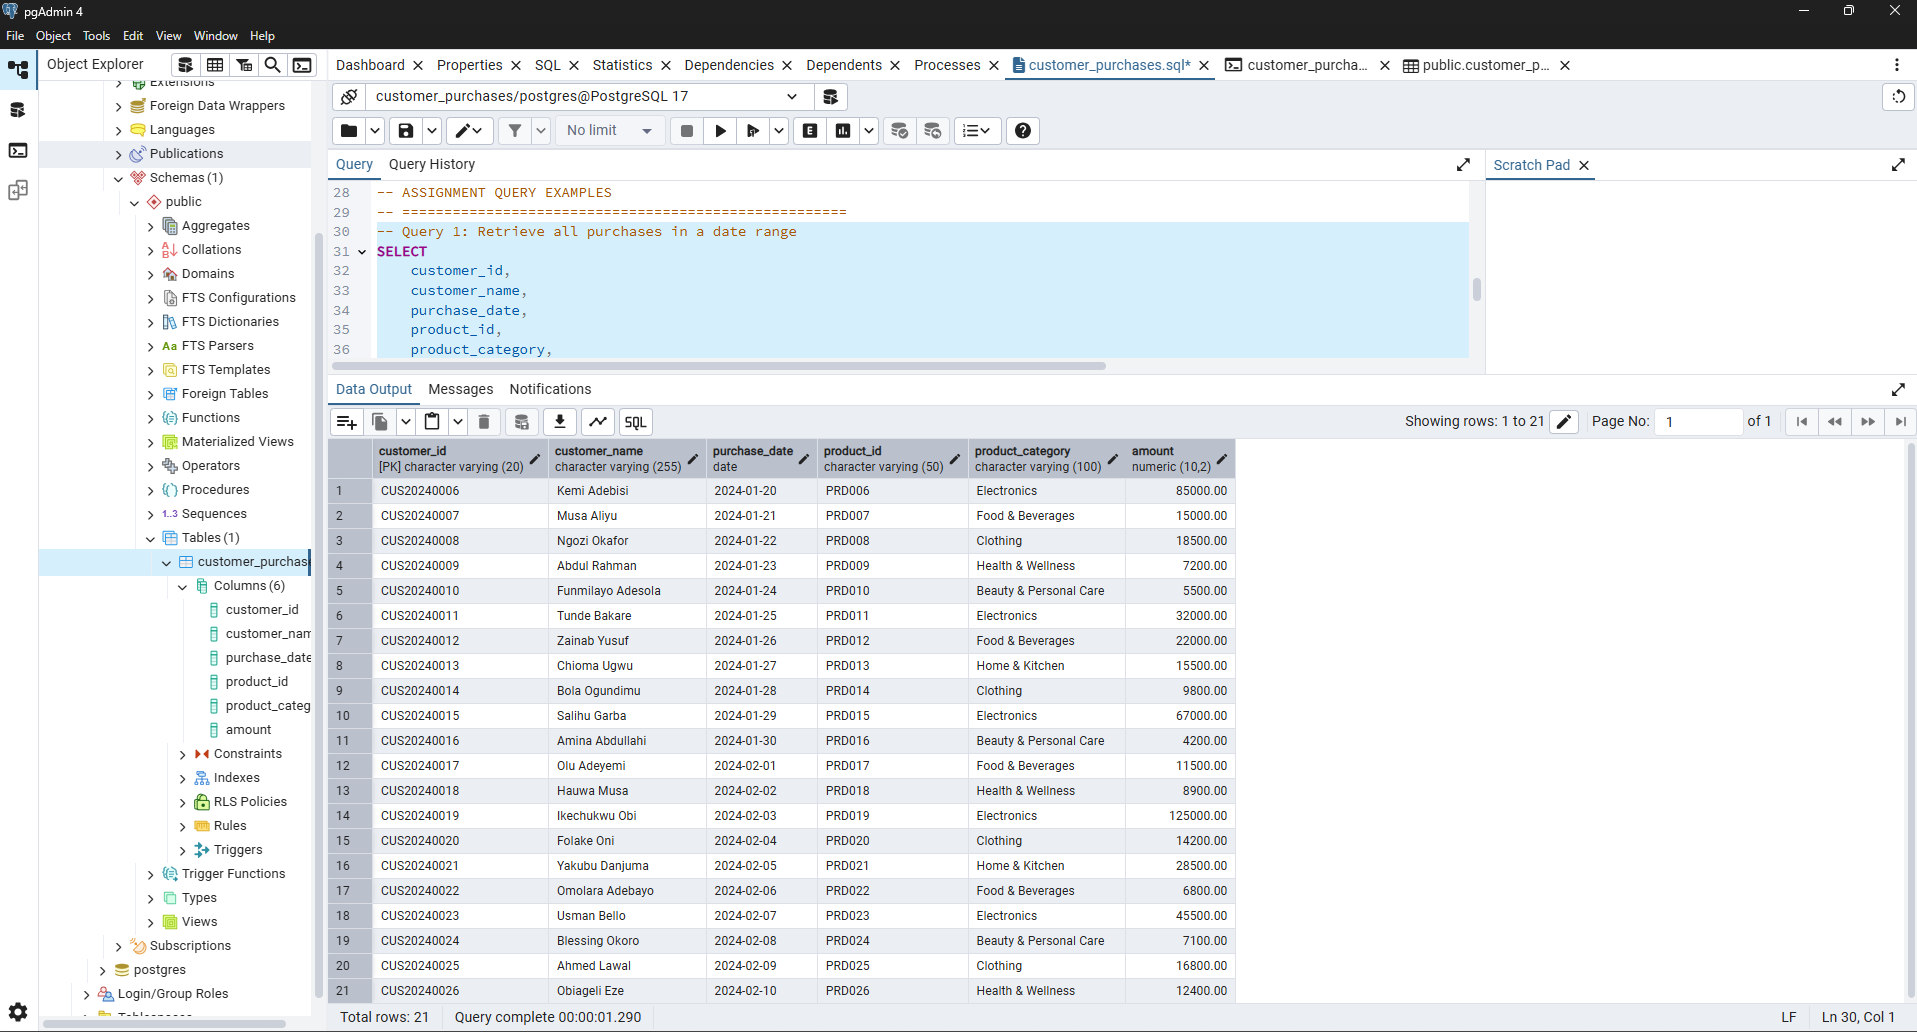 pgAdmin 4
File Object Tools Edit View Window Help
Object Explorer
Dashboard Properties SQL Statistics Dependencies Dependents Processes customer_purchases.sql* customer_purcha... public.customer_p...
customer_purchases/postgres@PostgreSQL 17
No limit
E
Query Query History
Scratch Pad
28 -- ASSIGNMENT QUERY EXAMPLES
29 -- =====================================================
30 -- Query 1: Retrieve all purchases in a date range
31 SELECT
32 customer_id,
33 customer_name,
34 purchase_date,
35 product_id,
36 product_category,
Extensions
Foreign Data Wrappers
Languages
Publications
Schemas (1)
public
Aggregates
Collations
Domains
FTS Configurations
FTS Dictionaries
Aa FTS Parsers
FTS Templates
Foreign Tables
Functions
Materialized Views
Operators
Procedures
1..3 Sequences
Tables (1)
customer_purchase
Columns (6)
customer_id
customer_nam
purchase_date
product_id
product_categ
amount
Constraints
Indexes
RLS Policies
Rules
Triggers
Trigger Functions
Types
Views
Subscriptions
postgres
Login/Group Roles
Data Output Messages Notifications
SQL Showing rows: 1 to 21 Page No: 1 of 1
customer_id customer_name purchase_date product_id product_category amount
[PK] character varying (20) character varying (255) date character varying (50) character varying (100) numeric (10,2)
1 CUS20240006 Kemi Adebisi 2024-01-20 PRD006 Electronics 85000.00
2 CUS20240007 Musa Aliyu 2024-01-21 PRD007 Food & Beverages 15000.00
3 CUS20240008 Ngozi Okafor 2024-01-22 PRD008 Clothing 18500.00
4 CUS20240009 Abdul Rahman 2024-01-23 PRD009 Health & Wellness 7200.00
5 CUS20240010 Funmilayo Adesola 2024-01-24 PRD010 Beauty & Personal Care 5500.00
6 CUS20240011 Tunde Bakare 2024-01-25 PRD011 Electronics 32000.00
7 CUS20240012 Zainab Yusuf 2024-01-26 PRD012 Food & Beverages 22000.00
8 CUS20240013 Chioma Ugwu 2024-01-27 PRD013 Home & Kitchen 15500.00
9 CUS20240014 Bola Ogundimu 2024-01-28 PRD014 Clothing 9800.00
10 CUS20240015 Salihu Garba 2024-01-29 PRD015 Electronics 67000.00
11 CUS20240016 Amina Abdullahi 2024-01-30 PRD016 Beauty & Personal Care 4200.00
12 CUS20240017 Olu Adeyemi 2024-02-01 PRD017 Food & Beverages 11500.00
13 CUS20240018 Hauwa Musa 2024-02-02 PRD018 Health & Wellness 8900.00
14 CUS20240019 Ikechukwu Obi 2024-02-03 PRD019 Electronics 125000.00
15 CUS20240020 Folake Oni 2024-02-04 PRD020 Clothing 14200.00
16 CUS20240021 Yakubu Danjuma 2024-02-05 PRD021 Home & Kitchen 28500.00
17 CUS20240022 Omolara Adebayo 2024-02-06 PRD022 Food & Beverages 6800.00
18 CUS20240023 Usman Bello 2024-02-07 PRD023 Electronics 45500.00
19 CUS20240024 Blessing Okoro 2024-02-08 PRD024 Beauty & Personal Care 7100.00
20 CUS20240025 Ahmed Lawal 2024-02-09 PRD025 Clothing 16800.00
21 CUS20240026 Obiageli Eze 2024-02-10 PRD026 Health & Wellness 12400.00
Total rows: 21 Query complete 00:00:01.290 LF Ln 30, Col 1